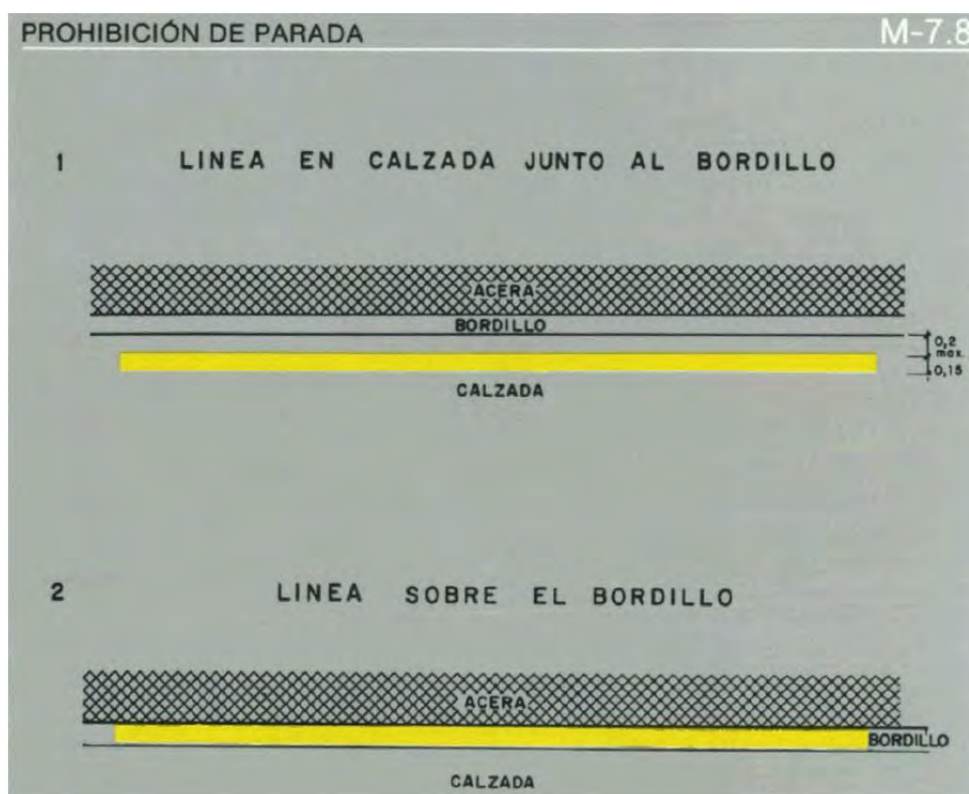 PROHIBICIÓN DE PARADA
M-7.8
1 LINEA EN CALZADA JUNTO AL BORDILLO
ACERA
BORDILLO
0,2
max.
0,15
CALZADA
2 LINEA SOBRE EL BORDILLO
ACERA
BORDILLO
CALZADA